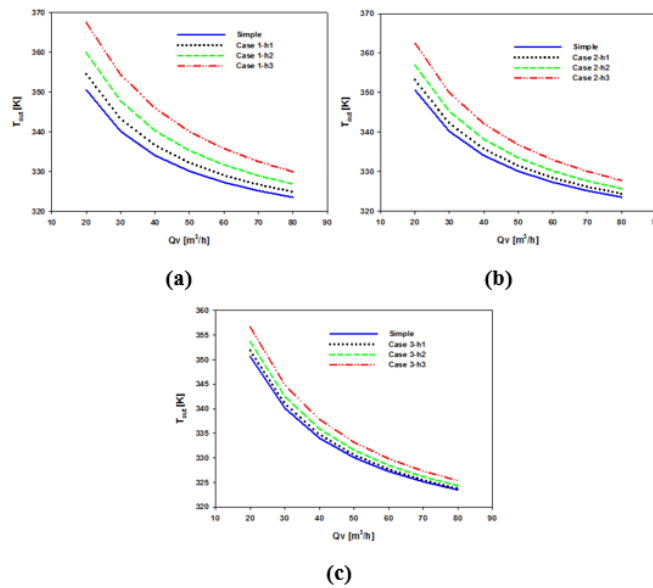 370
360
350
340
330
320
T_out [K]
Simple
Case 1-h1
Case 1-h2
Case 1-h3
10 20 30 40 50 60 70 80 90
Qv [m³/h]
(a)
370
360
350
340
330
320
T_out [K]
Simple
Case 2-h1
Case 2-h2
Case 2-h3
10 20 30 40 50 60 70 80 90
Qv [m³/h]
(b)
360
355
350
345
340
335
330
325
320
T_out [K]
Simple
Case 3-h1
Case 3-h2
Case 3-h3
10 20 30 40 50 60 70 80 90
Qv [m³/h]
(c)